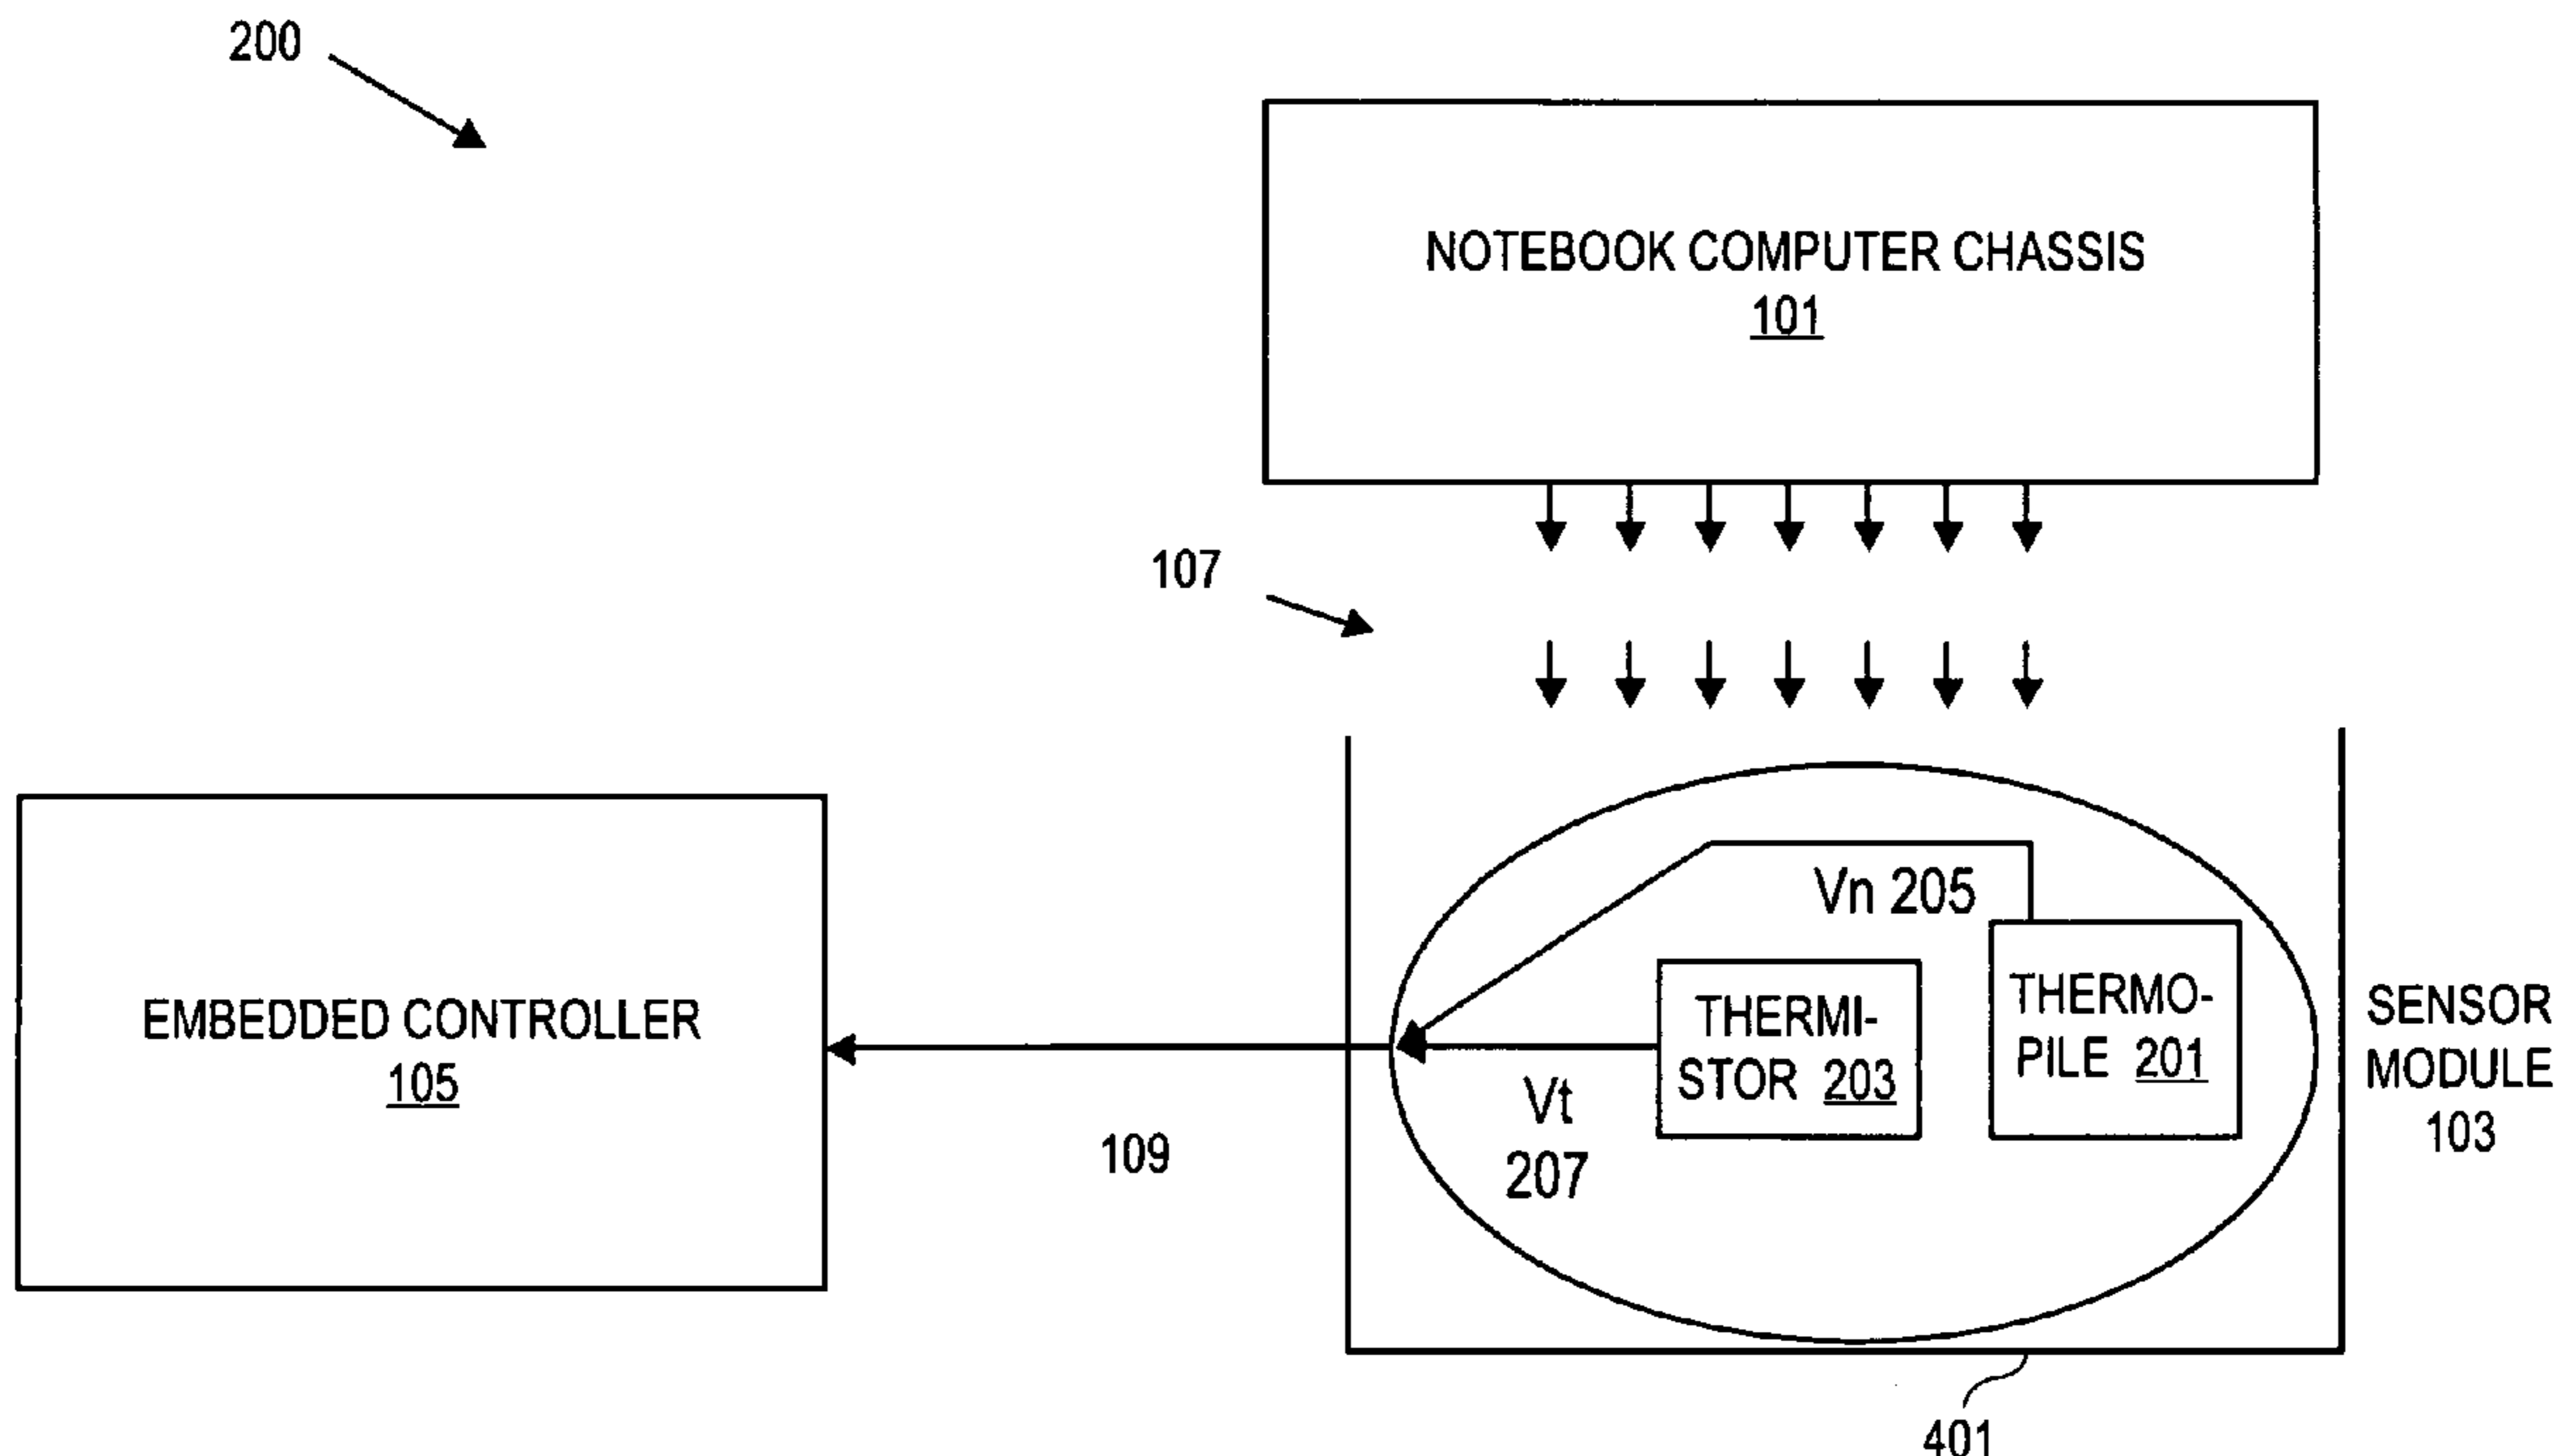 200
NOTEBOOK COMPUTER CHASSIS
101
107
Vn 205
EMBEDDED CONTROLLER
105
109
THERMI-
STOR 203
Vt
207
THERMO-
PILE 201
SENSOR
MODULE
103
401